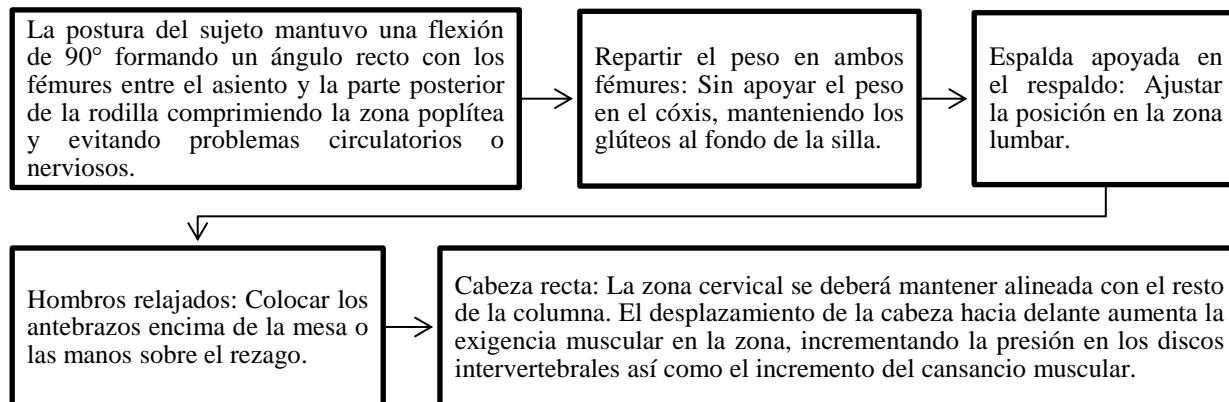 La postura del sujeto mantuvo una flexión
de 90° formando un ángulo recto con los
fémures entre el asiento y la parte posterior
de la rodilla comprimiendo la zona poplítea
y evitando problemas circulatorios o
nerviosos.
Repartir el peso en ambos
fémures: Sin apoyar el peso
en el cóxis, manteniendo los
glúteos al fondo de la silla.
Espalda apoyada en
el respaldo: Ajustar
la posición en la zona
lumbar.
Hombros relajados: Colocar los
antebrazos encima de la mesa o
las manos sobre el rezago.
Cabeza recta: La zona cervical se deberá mantener alineada con el resto
de la columna. El desplazamiento de la cabeza hacia delante aumenta la
exigencia muscular en la zona, incrementando la presión en los discos
intervertebrales así como el incremento del cansancio muscular.